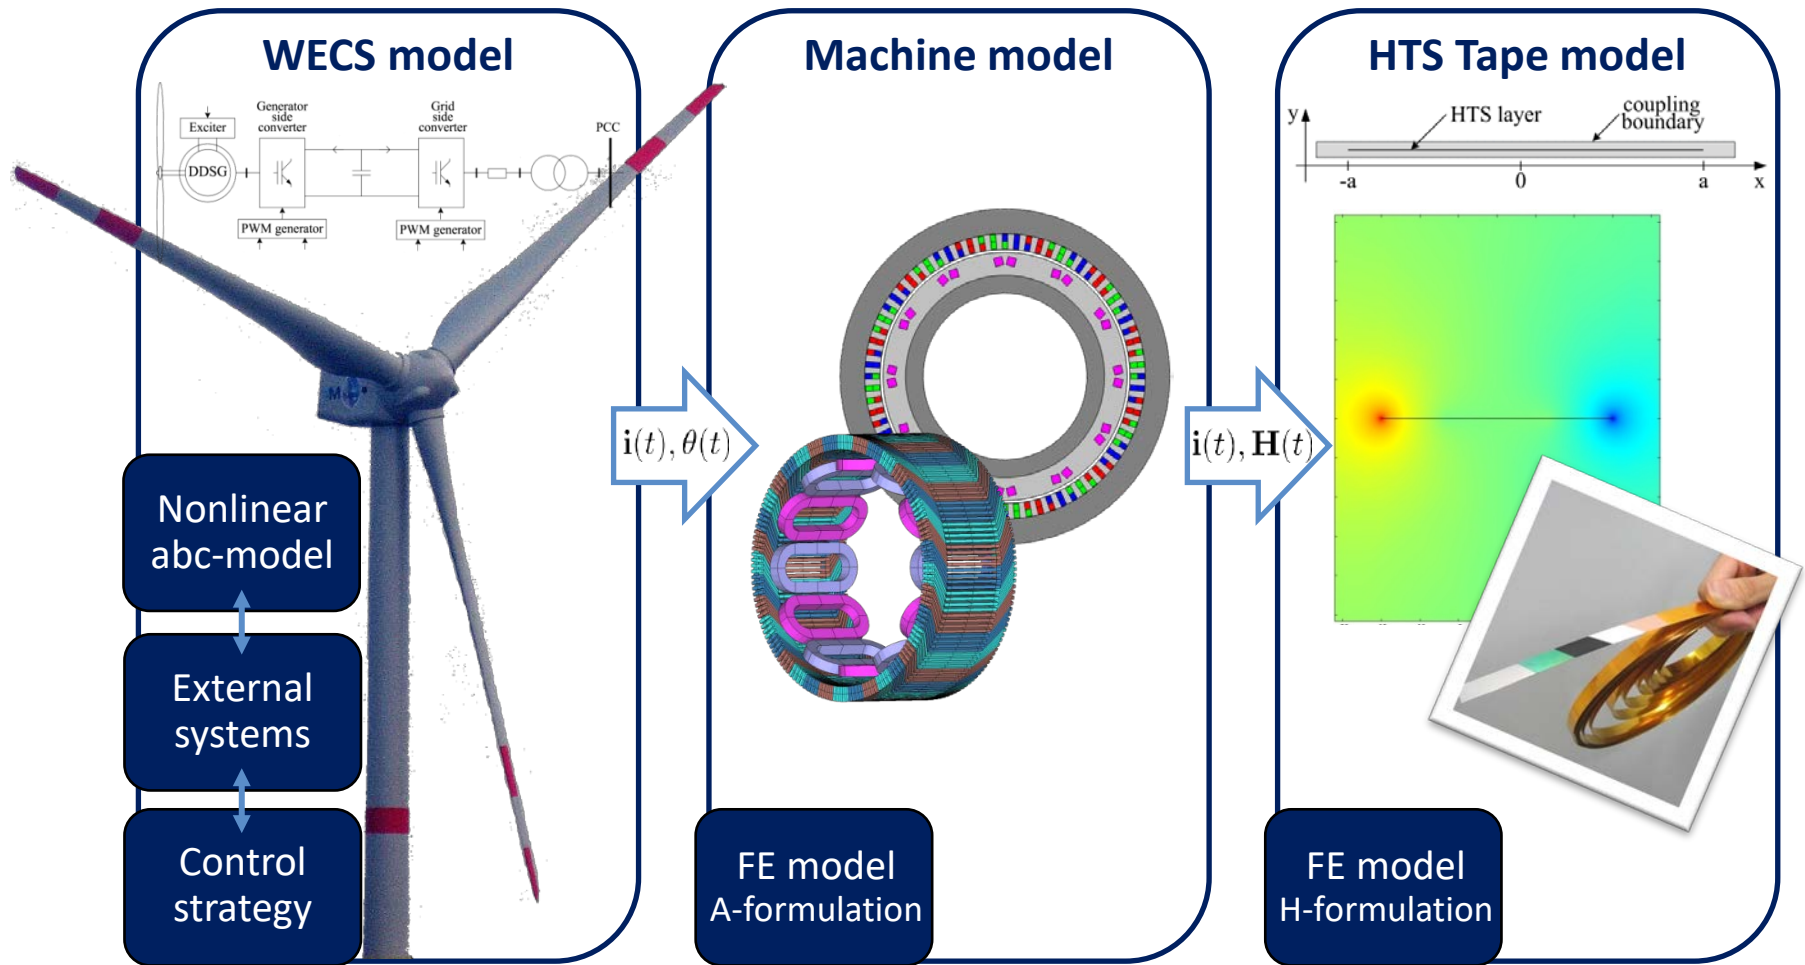 WECS model
Generator
side
converter
Grid
side
converter
PCC
Exciter
DDSG
PWM generator
PWM generator
Nonlinear
abc-model
External
systems
Control
strategy
i(t), θ(t)
Machine model
FE model
A-formulation
i(t), H(t)
HTS Tape model
y
HTS layer
coupling
boundary
-a
0
a
x
FE model
H-formulation